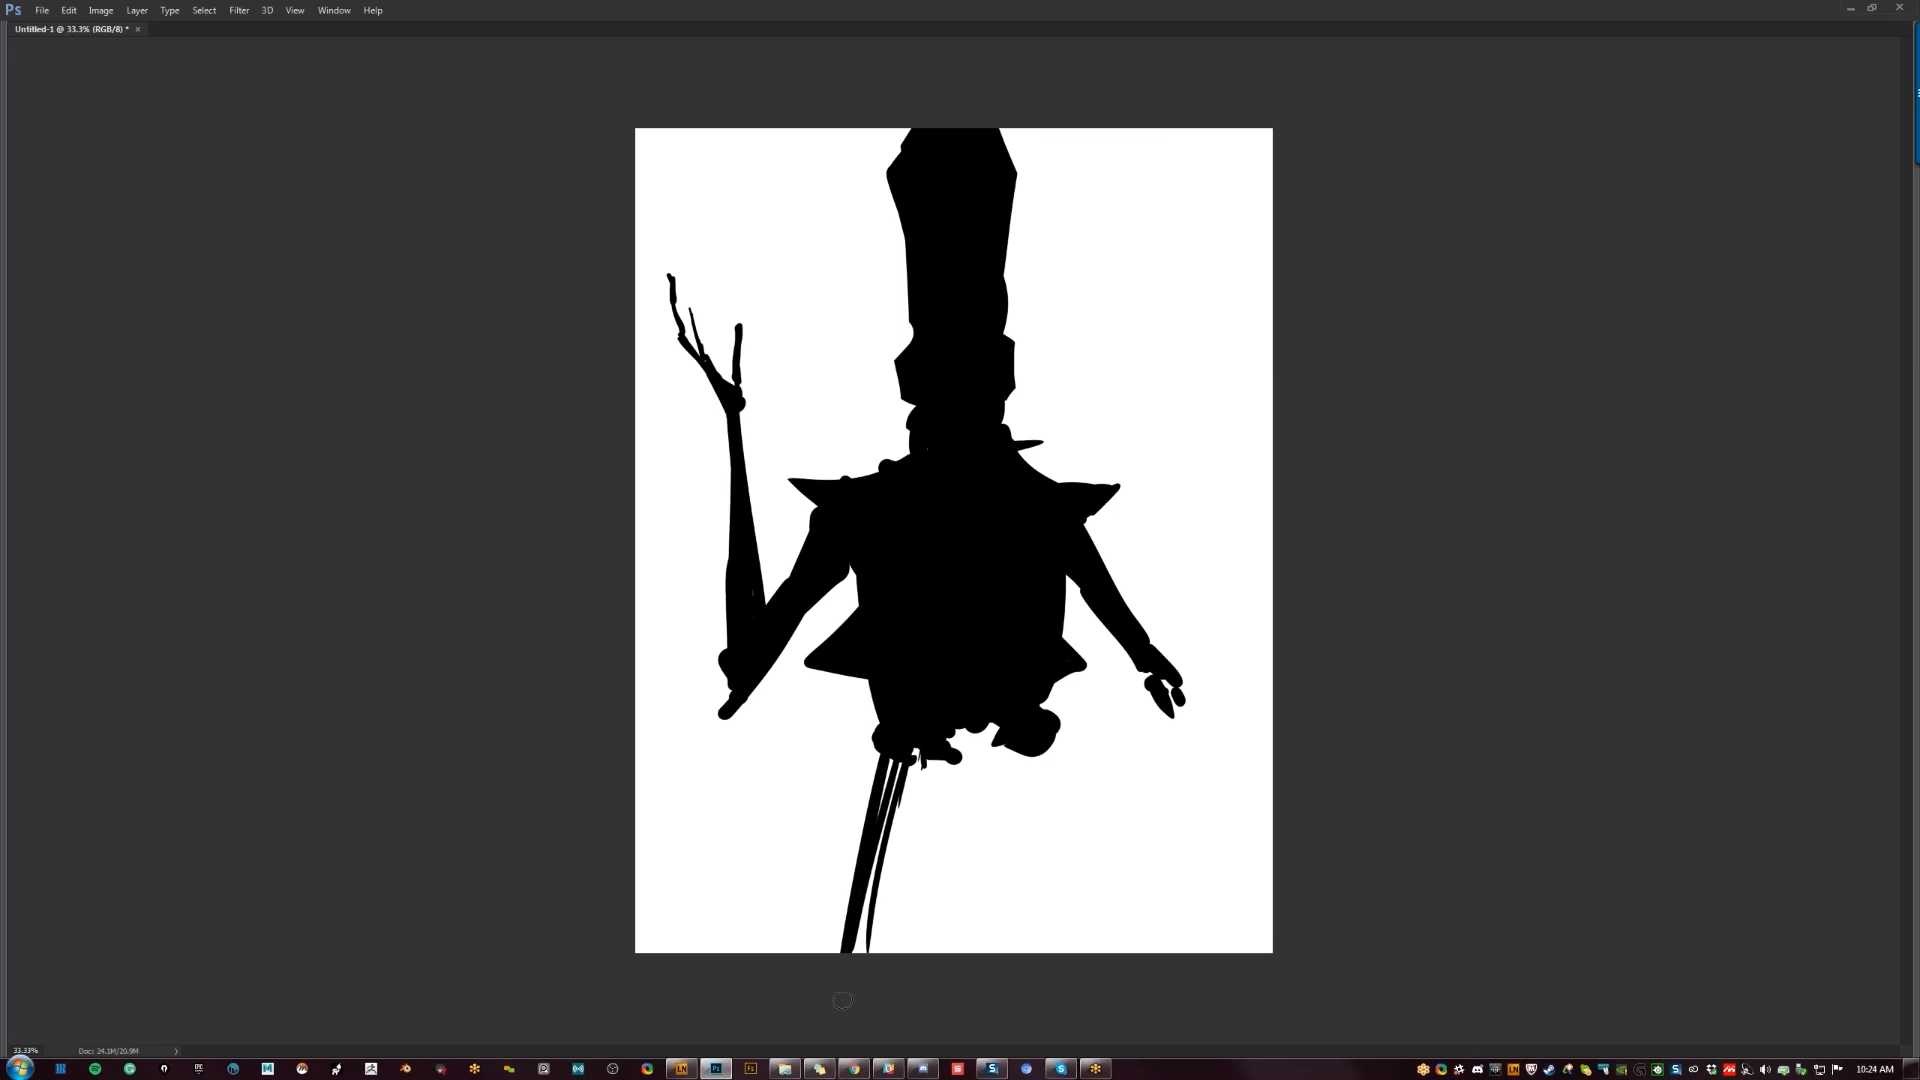 Ps File Edit Image Layer Type Select Filter 3D View Window Help
Untitled-1 @ 33.3% (RGB/8) * ×
33.33% Doc: 24.1M/20.9M
10:24 AM